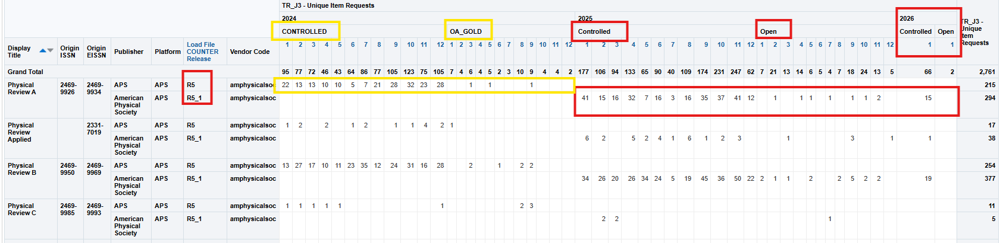 TR_J3 - Unique Item Requests
2024 2025 2026 TR_J3 -
CONTROLLED OA_GOLD Controlled Open Controlled Open Unique Item Requests
Display Title Origin ISSN Origin EISSN Publisher Platform Load File COUNTER Release Vendor Code 1 2 3 4 5 6 7 8 9 10 11 12 1 2 3 4 5 6 7 8 9 10 11 12 1 2 3 4 5 6 7 8 9 10 11 12 1 2 3 4 5 6 7 8 9 10 11 12 1 1
Grand Total 95 77 72 46 43 64 86 77 105 123 75 105 7 4 6 4 5 2 3 10 9 4 4 2 177 106 94 133 65 90 40 109 174 231 247 62 7 21 13 14 6 5 4 7 18 24 13 5 66 2 2,761
Physical Review A 2469-9926 2469-9934 APS APS R5 amphysicalsoc 22 13 13 10 10 5 7 21 28 32 23 28 1 1 1 215
American Physical Society APS R5_1 amphysicalsoc 41 15 16 32 7 16 3 16 35 37 41 12 1 1 1 1 1 1 2 15 294
Physical Review Applied 2331-7019 APS APS R5 amphysicalsoc 1 2 2 1 2 1 1 4 2 1 17
American Physical Society APS R5_1 amphysicalsoc 6 2 5 2 4 1 6 1 2 3 1 3 1 1 38
Physical Review B 2469-9950 2469-9969 APS APS R5 amphysicalsoc 13 27 17 10 11 23 35 12 24 31 16 28 2 1 2 2 254
American Physical Society APS R5_1 amphysicalsoc 34 26 20 26 34 24 5 19 45 36 50 22 2 1 1 2 2 5 2 2 19 377
Physical Review C 2469-9985 2469-9993 APS APS R5 amphysicalsoc 1 1 1 1 1 1 2 3 11
American Physical Society APS R5_1 amphysicalsoc 2 2 1 5